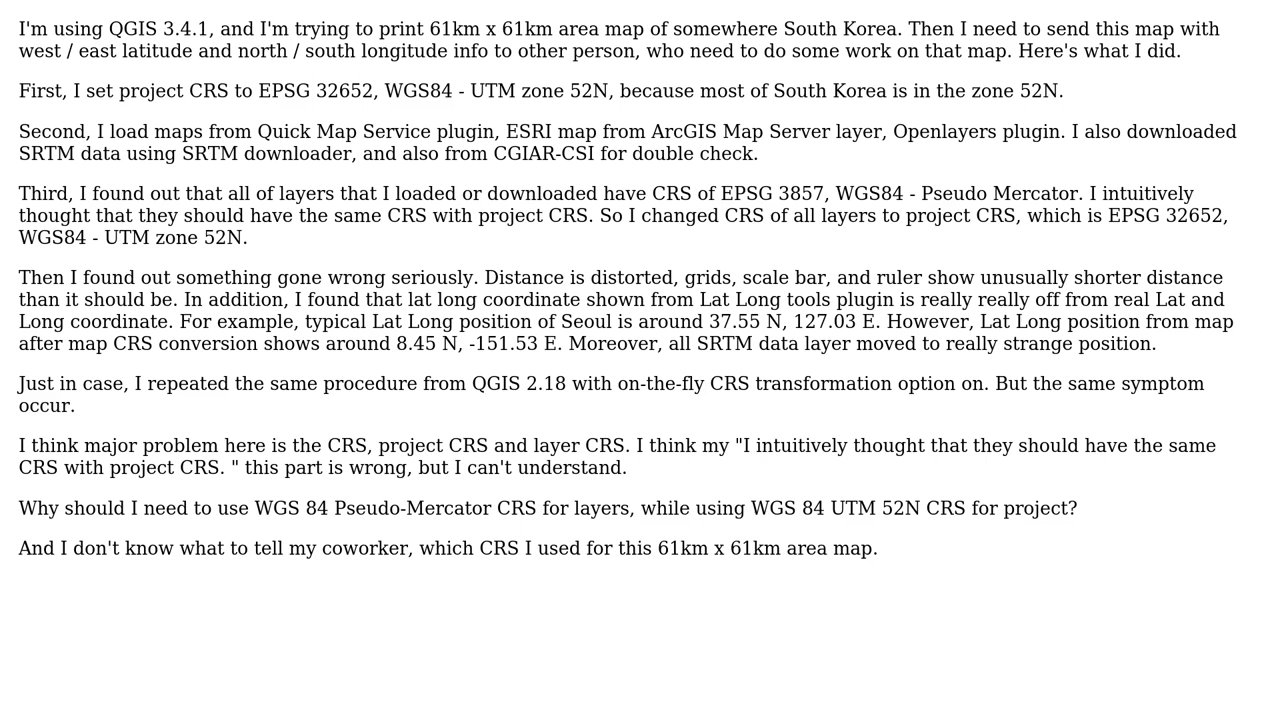 I'm using QGIS 3.4.1, and I'm trying to print 61km x 61km area map of somewhere South Korea. Then I need to send this map with
west / east latitude and north / south longitude info to other person, who need to do some work on that map. Here's what I did.
First, I set project CRS to EPSG 32652, WGS84 - UTM zone 52N, because most of South Korea is in the zone 52N.
Second, I load maps from Quick Map Service plugin, ESRI map from ArcGIS Map Server layer, Openlayers plugin. I also downloaded
SRTM data using SRTM downloader, and also from CGIAR-CSI for double check.
Third, I found out that all of layers that I loaded or downloaded have CRS of EPSG 3857, WGS84 - Pseudo Mercator. I intuitively
thought that they should have the same CRS with project CRS. So I changed CRS of all layers to project CRS, which is EPSG 32652,
WGS84 - UTM zone 52N.
Then I found out something gone wrong seriously. Distance is distorted, grids, scale bar, and ruler show unusually shorter distance
than it should be. In addition, I found that lat long coordinate shown from Lat Long tools plugin is really really off from real Lat and
Long coordinate. For example, typical Lat Long position of Seoul is around 37.55 N, 127.03 E. However, Lat Long position from map
after map CRS conversion shows around 8.45 N, -151.53 E. Moreover, all SRTM data layer moved to really strange position.
Just in case, I repeated the same procedure from QGIS 2.18 with on-the-fly CRS transformation option on. But the same symptom
occur.
I think major problem here is the CRS, project CRS and layer CRS. I think my "I intuitively thought that they should have the same
CRS with project CRS. " this part is wrong, but I can't understand.
Why should I need to use WGS 84 Pseudo-Mercator CRS for layers, while using WGS 84 UTM 52N CRS for project?
And I don't know what to tell my coworker, which CRS I used for this 61km x 61km area map.